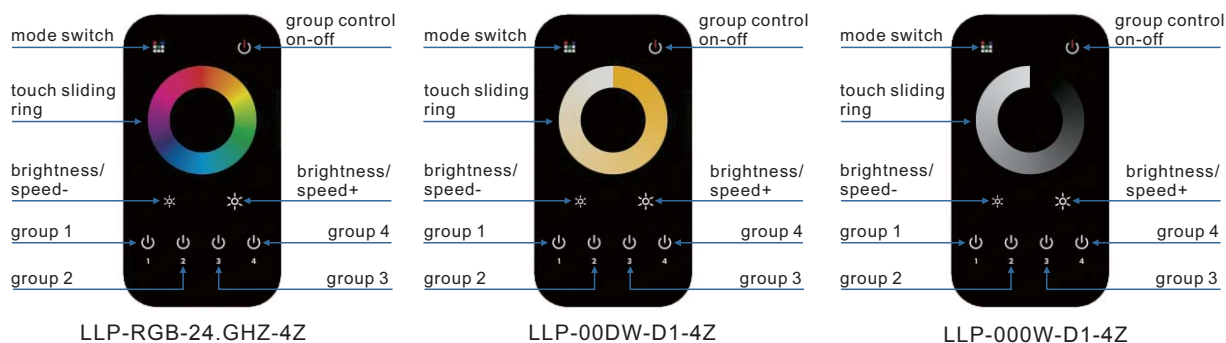 mode switch
group control
on-off
touch sliding
ring
brightness/
speed-
brightness/
speed+
group 1
group 4
1 2 3 4
group 2
group 3
LLP-RGB-24.GHZ-4Z
mode switch
group control
on-off
touch sliding
ring
brightness/
speed-
brightness/
speed+
group 1
group 4
1 2 3 4
group 2
group 3
LLP-00DW-D1-4Z
mode switch
group control
on-off
touch sliding
ring
brightness/
speed-
brightness/
speed+
group 1
group 4
1 2 3 4
group 2
group 3
LLP-000W-D1-4Z